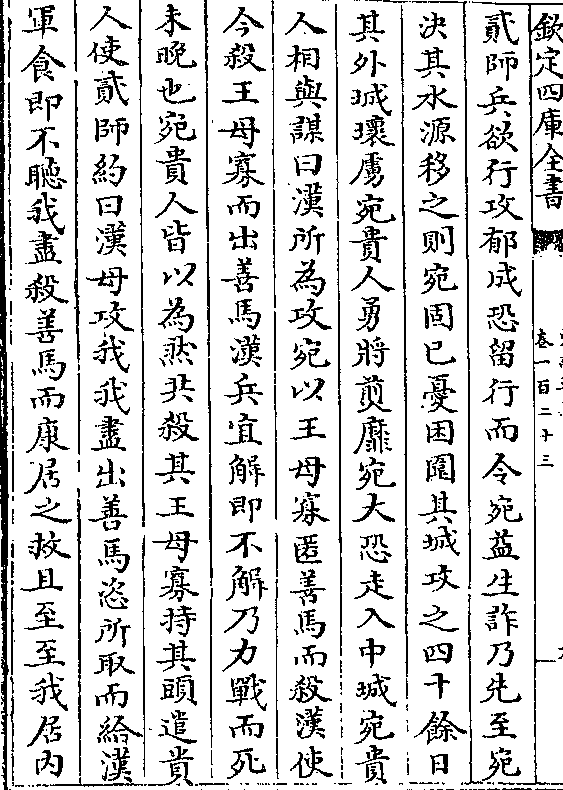 欽定四庫全書
卷一百二十三
貳師兵欲行攻郁成恐留行而令宛益生詐乃先至宛
決其水源移之則宛固已憂困圍其城攻之四十餘日
其外城壊虜宛貴人勇將煎靡宛大恐走入中城宛貴
人相與謀曰漢所為攻宛以王母寡匿善馬而殺漢使
今殺王母寡而出善馬漢兵宜解即不解乃力戰而死
未晚也宛貴人皆以為然共殺其王母寡持其頭遣貴
人使貳師約曰漢毋攻我我盡出善馬恣所取而給漢
軍食即不聽我盡殺善馬而康居之救且至至我居内